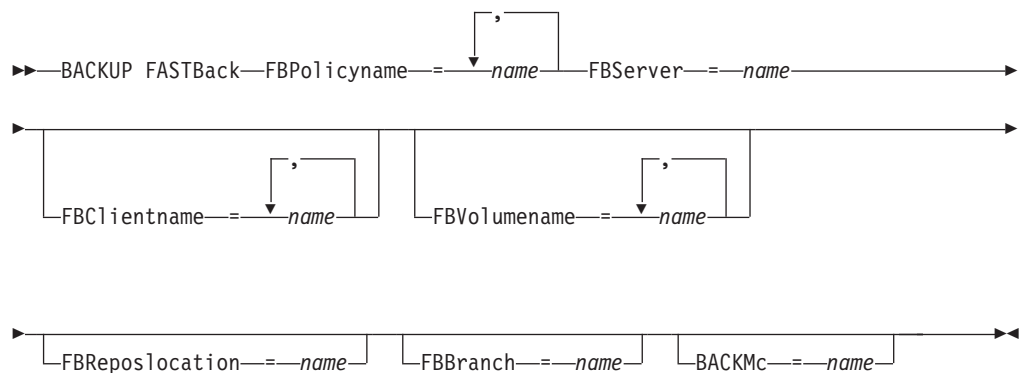 ,
BACKUP FASTBack FBPolicyname = name FBServer = name
, ,
FBClientname = name FBVolumename = name
FBReposlocation = name FBBranch = name BACKMc = name